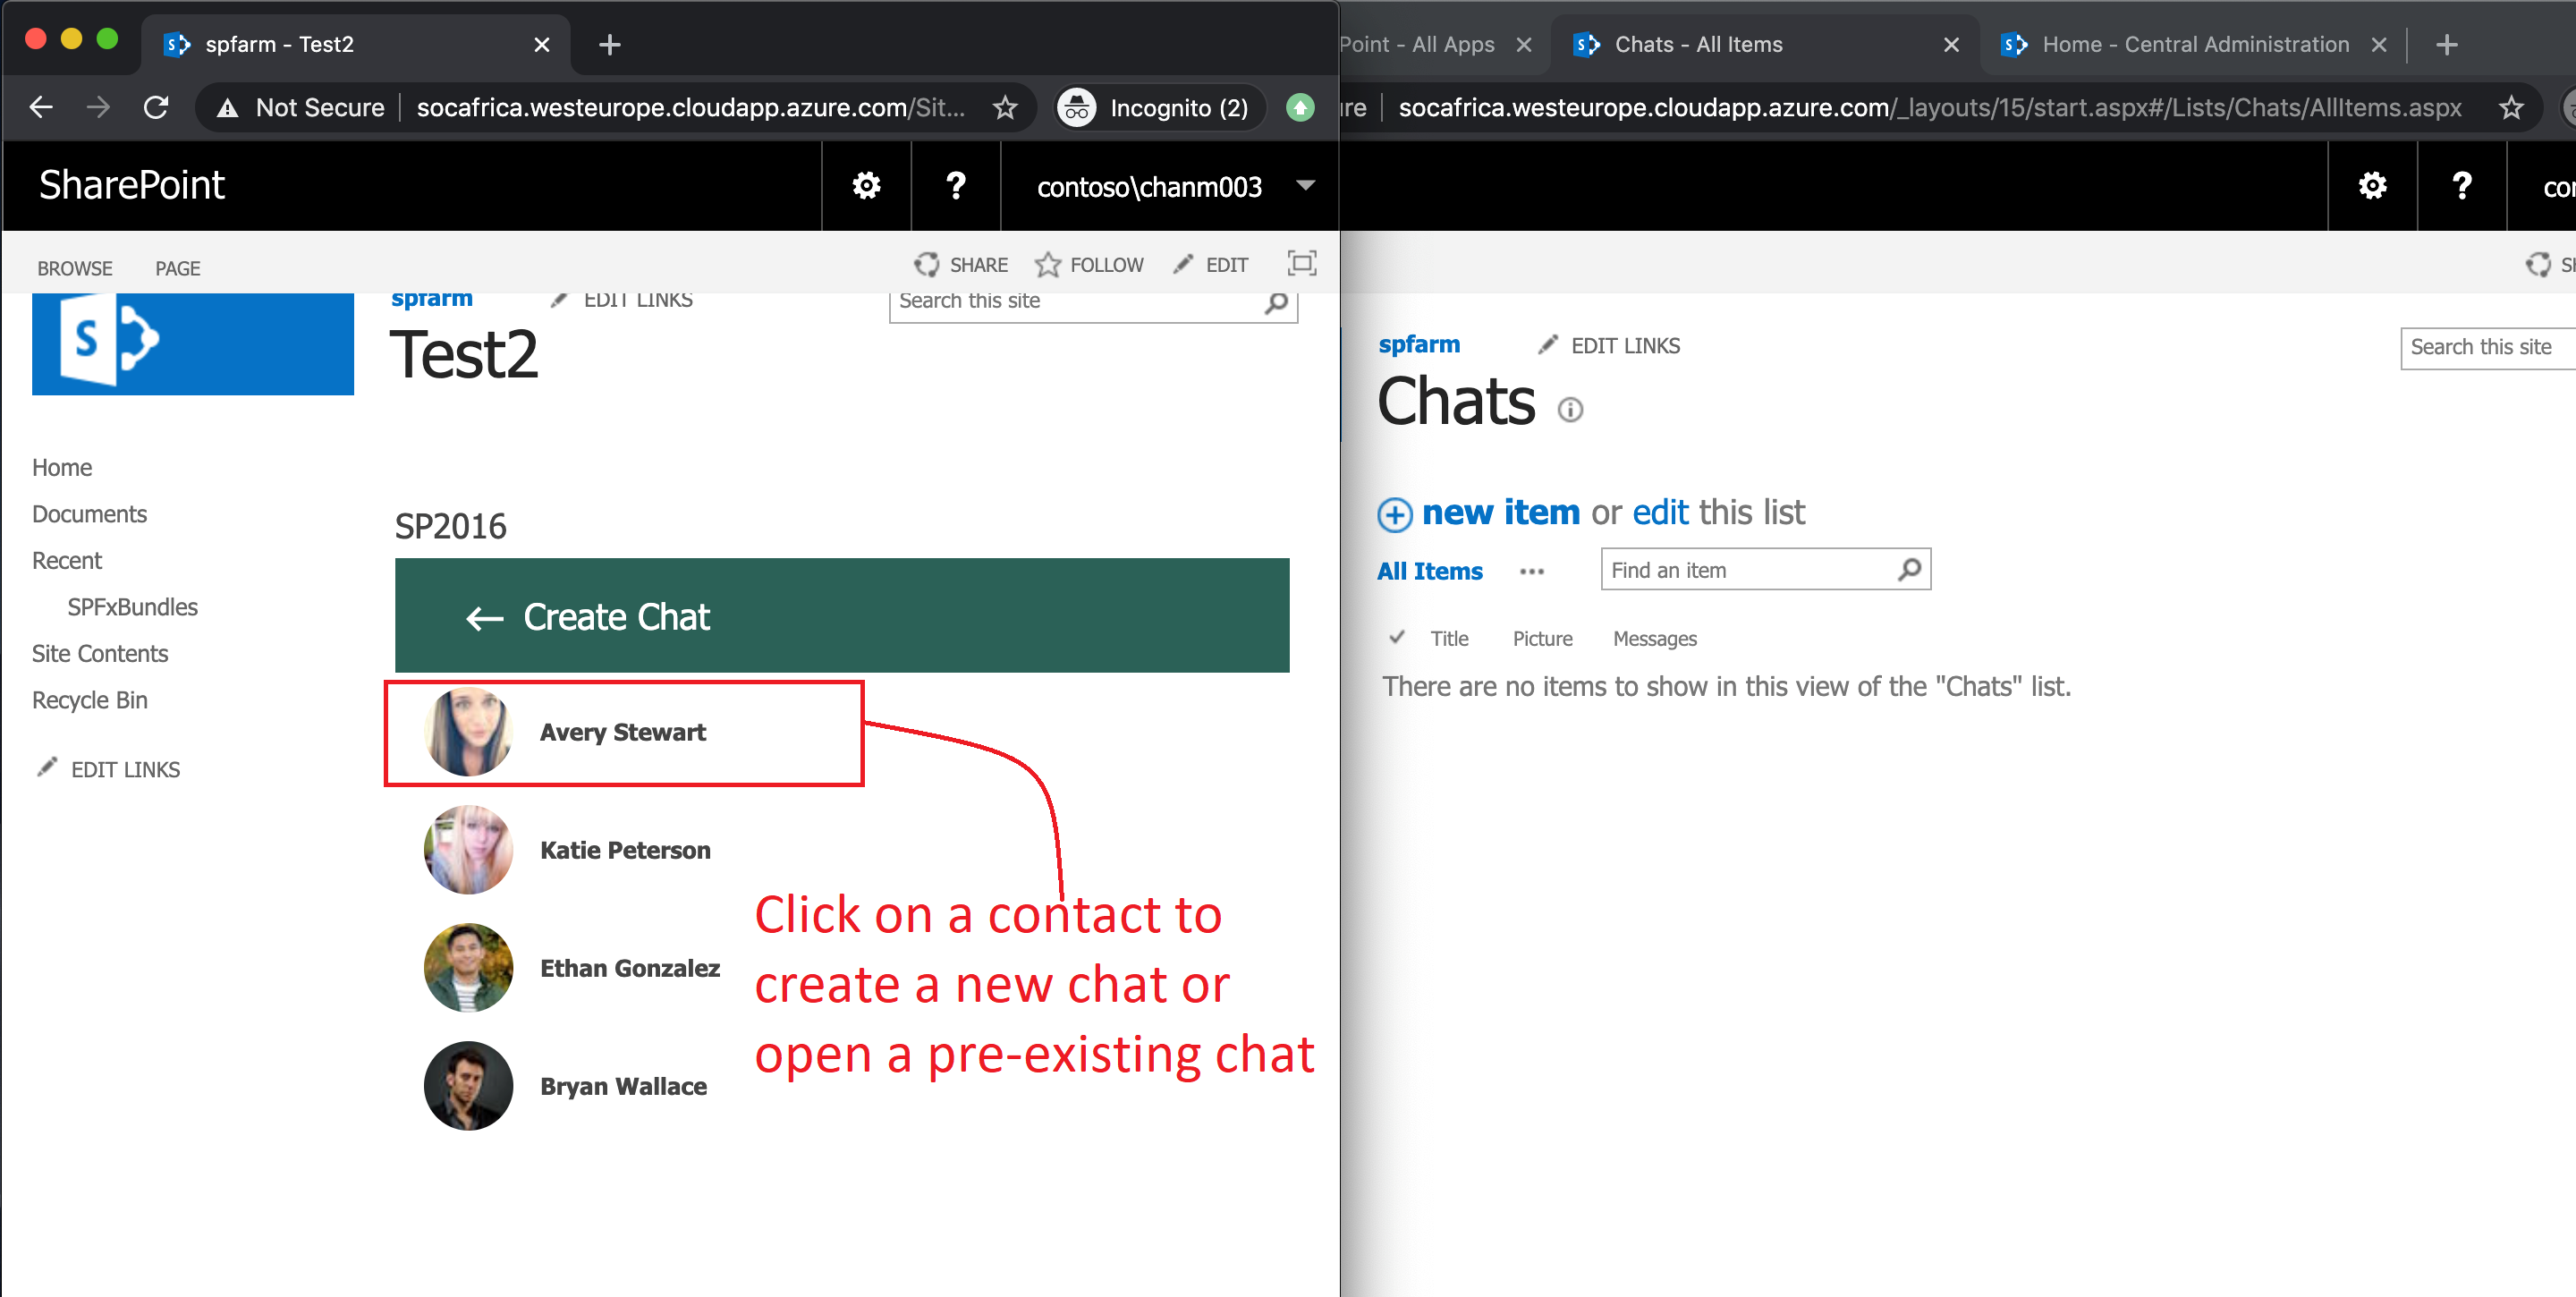 spfarm - Test2
Point - All Apps
Chats - All Items
Home - Central Administration
Not Secure
socafrica.westeurope.cloudapp.azure.com/Sit...
Incognito (2)
re
socafrica.westeurope.cloudapp.azure.com/_layouts/15/start.aspx#/Lists/Chats/AllItems.aspx
SharePoint
?
contoso\chanm003
?
BROWSE
PAGE
SHARE
FOLLOW
EDIT
S
spfarm
EDIT LINKS
Search this site
Test2
Home
Documents
Recent
SPFxBundles
Site Contents
Recycle Bin
EDIT LINKS
SP2016
← Create Chat
Avery Stewart
Katie Peterson
Ethan Gonzalez
Bryan Wallace
Click on a contact to
create a new chat or
open a pre-existing chat
spfarm
EDIT LINKS
Search this site
Chats
new item or edit this list
All Items
...
Find an item
Title
Picture
Messages
There are no items to show in this view of the "Chats" list.